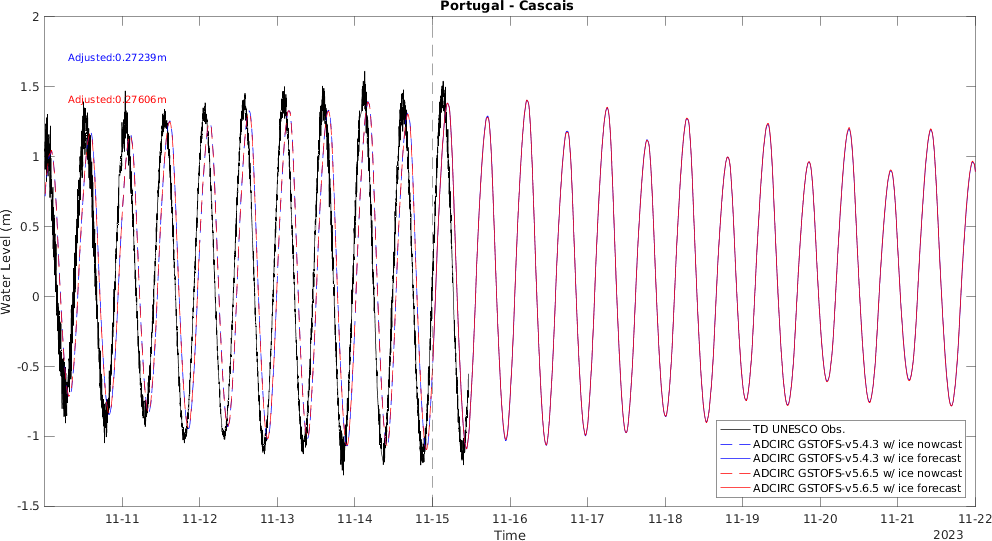 Portugal - Cascais
2
Adjusted:0.27239m
1.5
Adjusted:0.27606m
1
0.5
0
-0.5
-1
-1.5
Water Level (m)
TD UNESCO Obs.
ADCIRC GSTOFS-v5.4.3 w/ ice nowcast
ADCIRC GSTOFS-v5.4.3 w/ ice forecast
ADCIRC GSTOFS-v5.6.5 w/ ice nowcast
ADCIRC GSTOFS-v5.6.5 w/ ice forecast
11-11 11-12 11-13 11-14 11-15 11-16 11-17 11-18 11-19 11-20 11-21 11-22
Time
2023